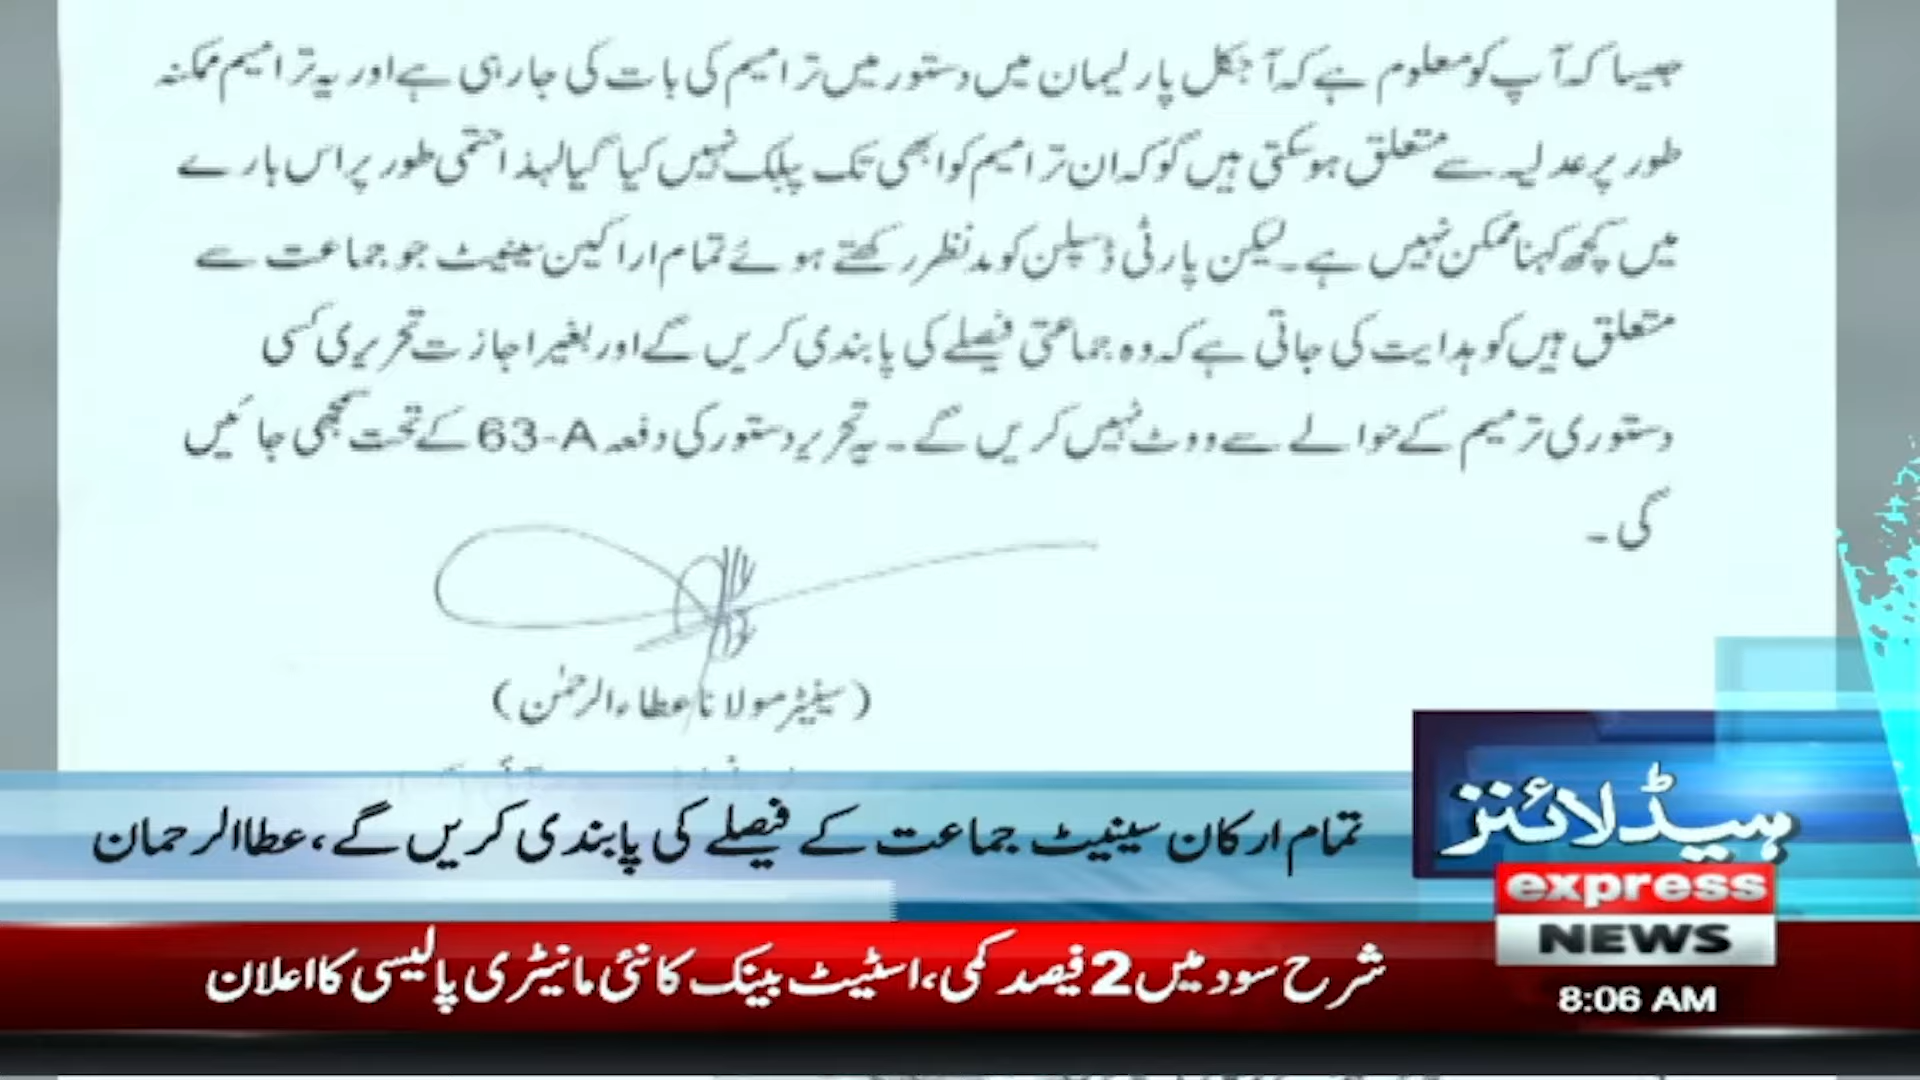 جیسا کہ آپ کو معلوم ہے کہ آجکل پارلیمان میں دستور میں ترامیم کی بات کی جارہی ہے اور یہ ترامیم ممکنہ
طور پر عدلیہ سے متعلق ہوسکتی ہیں گو کہ ان ترامیم کو ابھی تک پبلک نہیں کیا گیا لہذا حتمی طور پر اس بارے
میں کچھ کہنا ممکن نہیں ہے۔ لیکن پارٹی ڈسپلن کو مدنظر رکھتے ہوئے تمام اراکین سینیٹ جو جماعت سے
متعلق ہیں کو ہدایت کی جاتی ہے کہ وہ جماعتی فیصلے کی پابندی کریں گے اور بغیر اجازت تحریری کسی
دستوری ترمیم کے حوالے سے ووٹ نہیں کریں گے۔ یہ تحریر دستور کی دفعہ 63-A کے تحت سمجھی جائیں
گی۔
(سینیٹر مولانا عطاء الرحمٰن)
تمام ارکان سینیٹ جماعت کے فیصلے کی پابندی کریں گے، عطاالرحمان
ہیڈلائنز
express
NEWS
شرح سود میں 2 فیصد کمی، اسٹیٹ بینک کا نئی مانیٹری پالیسی کا اعلان
8:06 AM